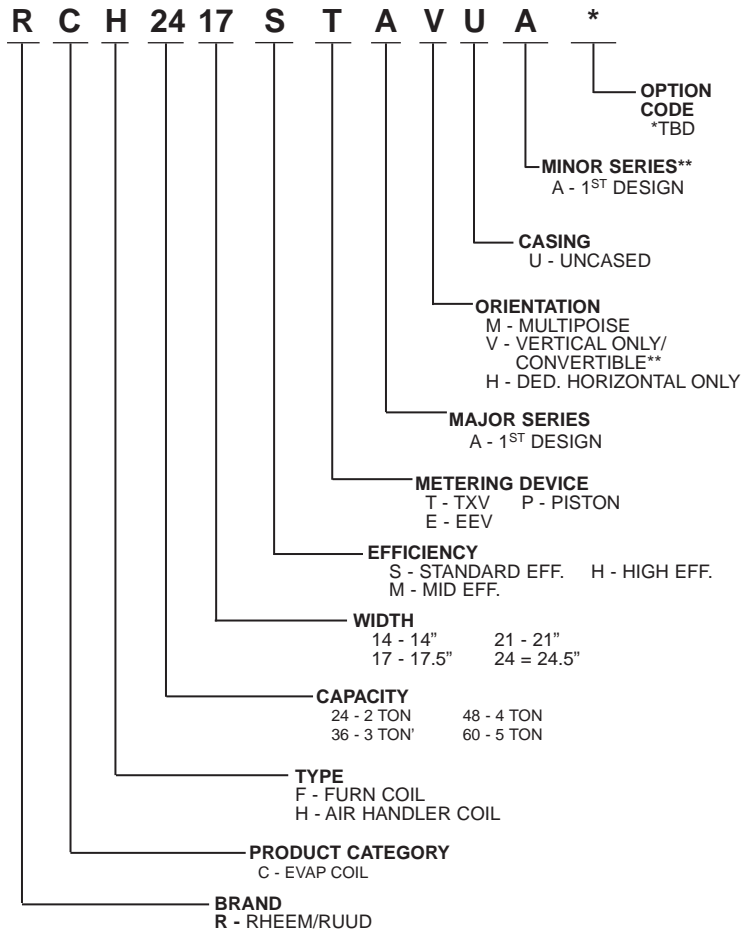 R C H 24 17 S T A V U A *
OPTION
CODE
*TBD
MINOR SERIES**
A - 1ST DESIGN
CASING
U - UNCASED
ORIENTATION
M - MULTIPOISE
V - VERTICAL ONLY/
CONVERTIBLE**
H - DED. HORIZONTAL ONLY
MAJOR SERIES
A - 1ST DESIGN
METERING DEVICE
T - TXV P - PISTON
E - EEV
EFFICIENCY
S - STANDARD EFF. H - HIGH EFF.
M - MID EFF.
WIDTH
14 - 14” 21 - 21”
17 - 17.5” 24 = 24.5”
CAPACITY
24 - 2 TON 48 - 4 TON
36 - 3 TON’ 60 - 5 TON
TYPE
F - FURN COIL
H - AIR HANDLER COIL
PRODUCT CATEGORY
C - EVAP COIL
BRAND
R - RHEEM/RUUD